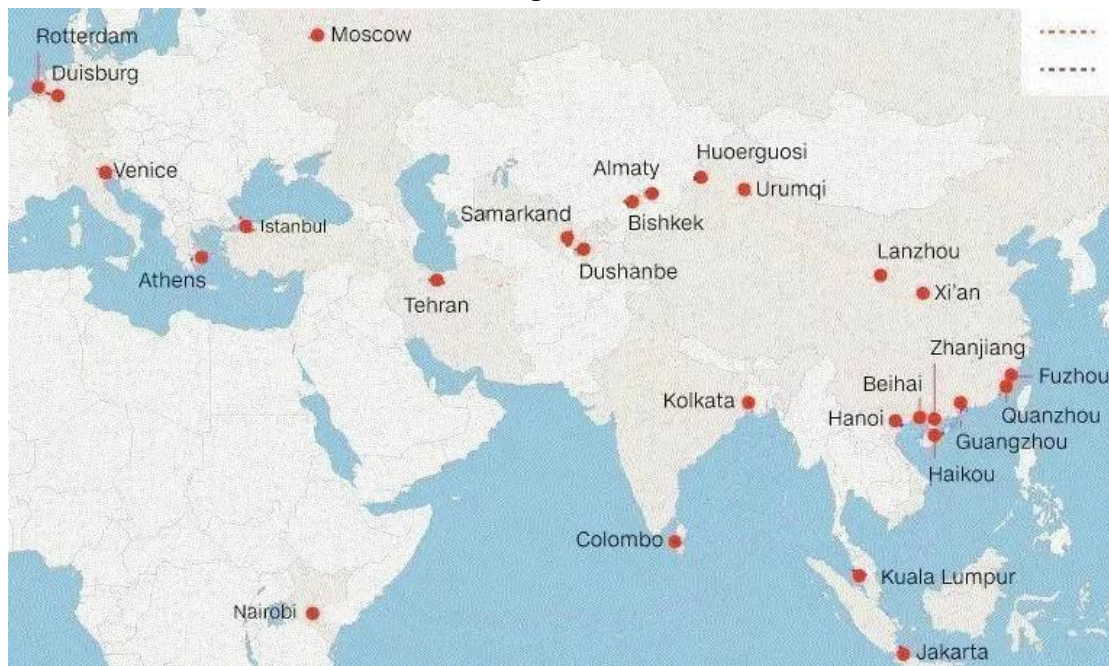 Rotterdam
Moscow
Duisburg
Venice
Huoerguosi
Almaty
Urumqi
Samarkand
Bishkek
Istanbul
Lanzhou
Dushanbe
Athens
Xi'an
Tehran
Zhanjiang
Beihai
Fuzhou
Kolkata
Hanoi
Quanzhou
Guangzhou
Haikou
Colombo
Kuala Lumpur
Nairobi
Jakarta